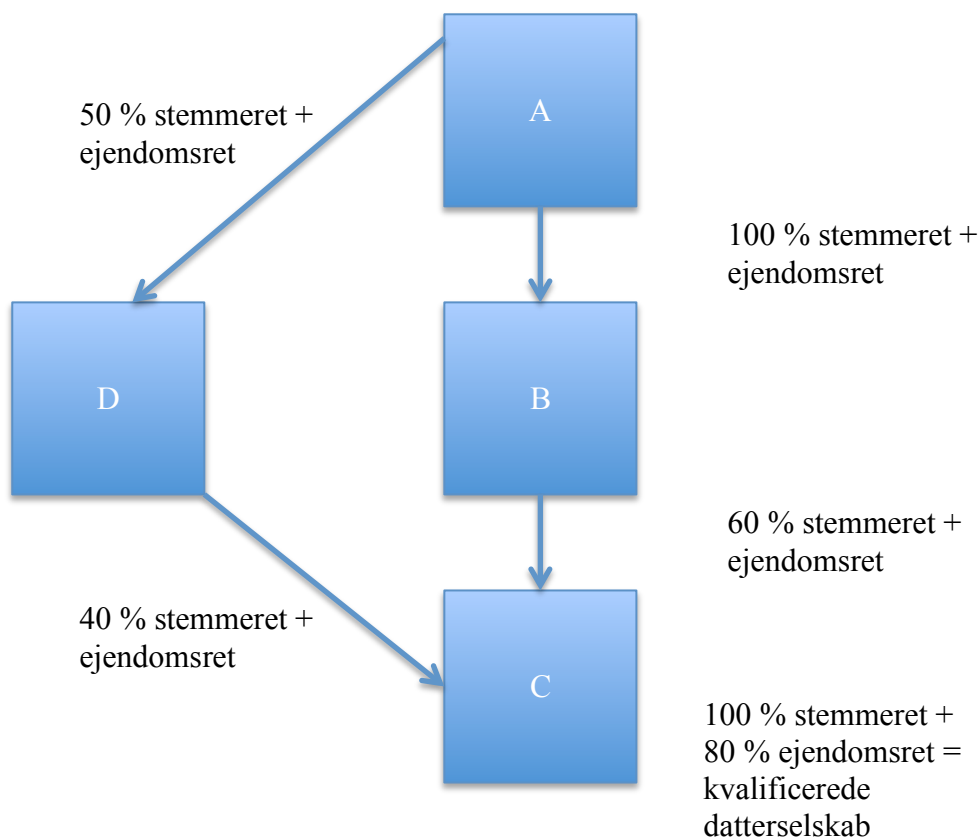 A
50 % stemmeret +
ejendomsret
100 % stemmeret +
ejendomsret
D
B
60 % stemmeret +
ejendomsret
40 % stemmeret +
ejendomsret
C
100 % stemmeret +
80 % ejendomsret =
kvalificerede
datterselskab